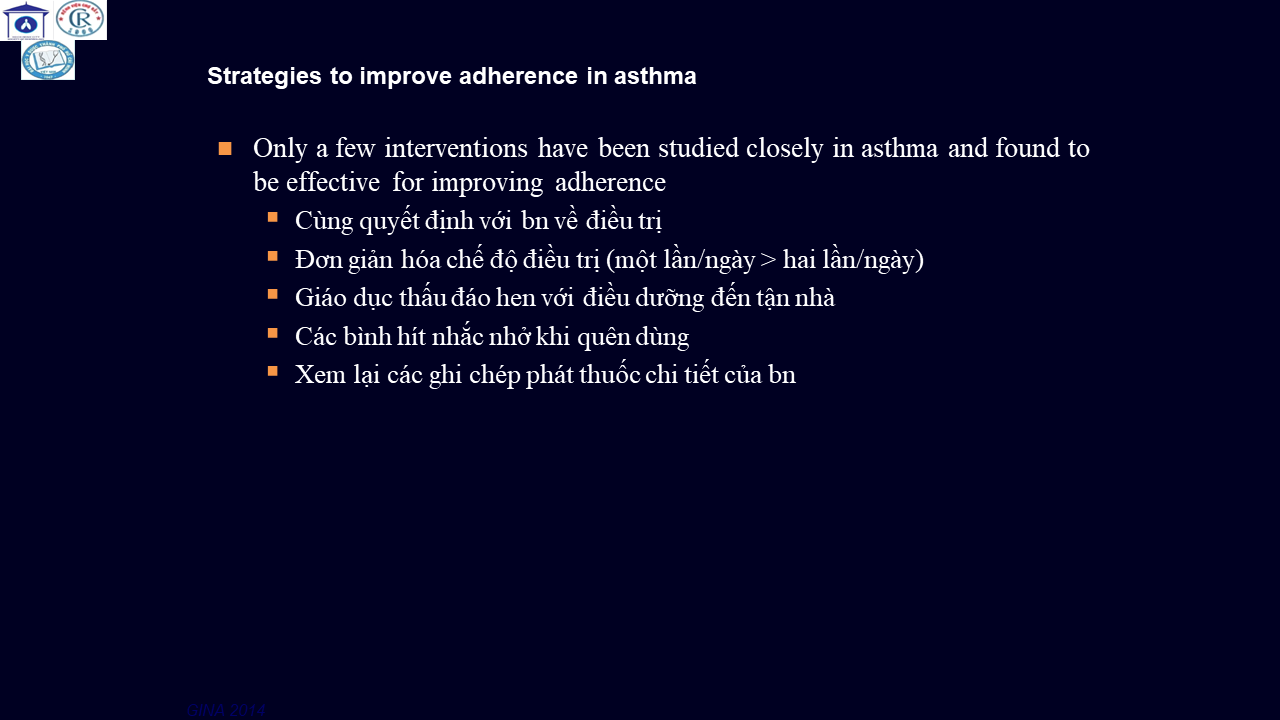 Strategies to improve adherence in asthma
Only a few interventions have been studied closely in asthma and found to
be effective for improving adherence
Cùng quyết định với bn về điều trị
Đơn giản hóa chế độ điều trị (một lần/ngày > hai lần/ngày)
Giáo dục thấu đáo hen với điều dưỡng đến tận nhà
Các bình hít nhắc nhở khi quên dùng
Xem lại các ghi chép phát thuốc chi tiết của bn
GINA 2014